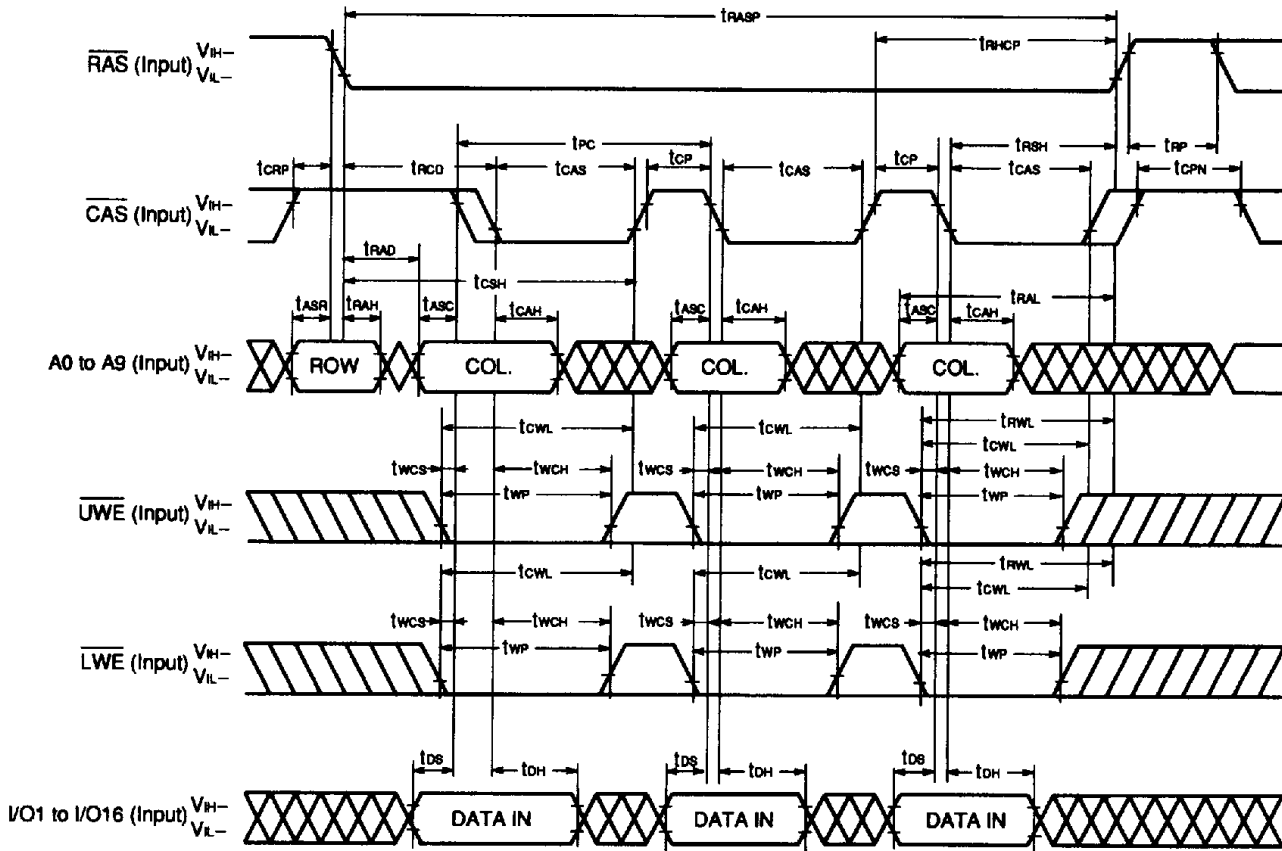 tRASP
tRHCP
RAS (Input) VIH–
VIL–
tPC tRSH tRP
tCRP tRCD tCAS tCP tCAS tCP tCAS tCPN
CAS (Input) VIH–
VIL–
tRAD
tCSH tRAL
tASR tRAH tASC tCAH tASC tCAH tASC tCAH
A0 to A9 (Input) VIH–
VIL–
ROW COL. COL. COL.
tCWL tCWL tRWL
tCWL
tWCS tWCH tWCS tWCH tWCS tWCH
tWP tWP tWP
UWE (Input) VIH–
VIL–
tCWL tCWL tRWL
tCWL
tWCS tWCH tWCS tWCH tWCS tWCH
tWP tWP tWP
LWE (Input) VIH–
VIL–
tDS tDH tDS tDH tDS tDH
I/O1 to I/O16 (Input) VIH–
VIL–
DATA IN DATA IN DATA IN